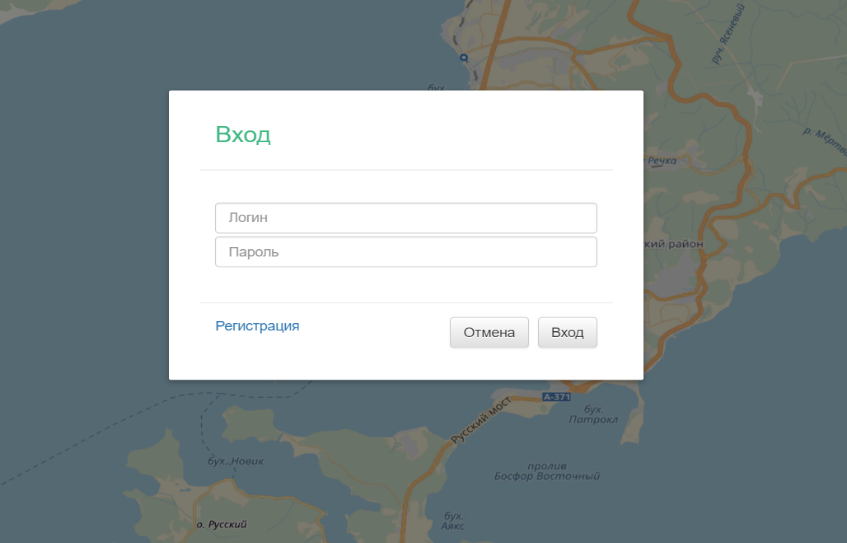 руч. Ясеневый
бух.
р. Мёртв
Вход
Речка
Логин
кий район
Пароль
Регистрация
Отмена
Вход
А-371
Русский мост
бух.
Патрокл
бух. Новик
пролив
Босфор Восточный
о. Русский
бух.
Аякс